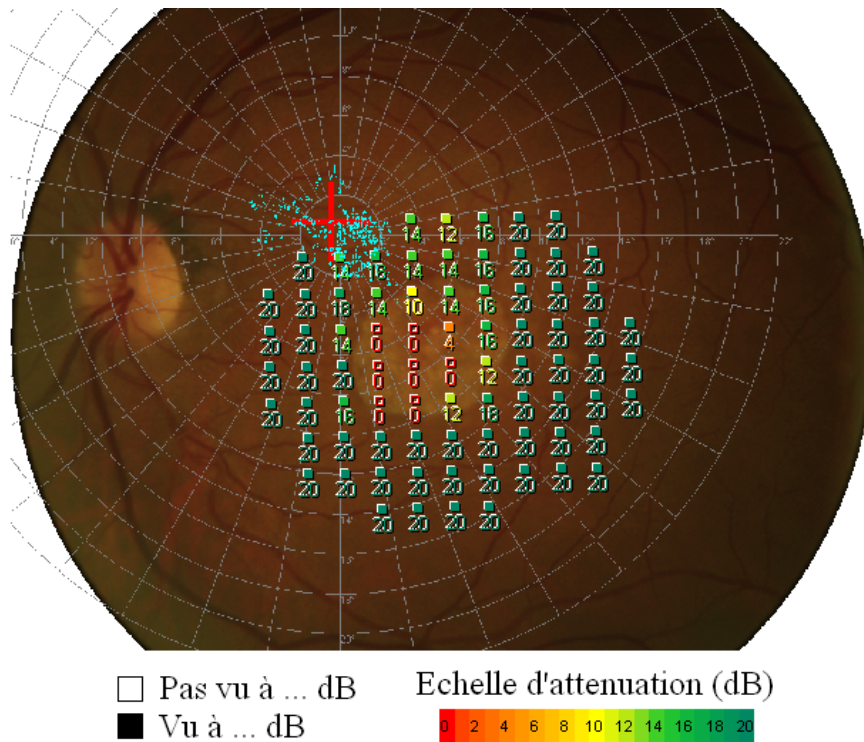 14 12 16 20 20
20 14 16 14 14 16 20 20 20
20 20 18 14 10 14 16 20 20 20
20 20 14 0 0 4 16 20 20 20 20
20 20 20 0 0 0 12 20 20 20 20
20 20 16 0 0 12 18 20 20 20 20
20 20 20 20 20 20 20 20 20
20 20 20 20 20 20 20 20 20
20 20 20 20
Pas vu à ... dB
Vu à ... dB
Echelle d'attenuation (dB)
0 2 4 6 8 10 12 14 16 18 20